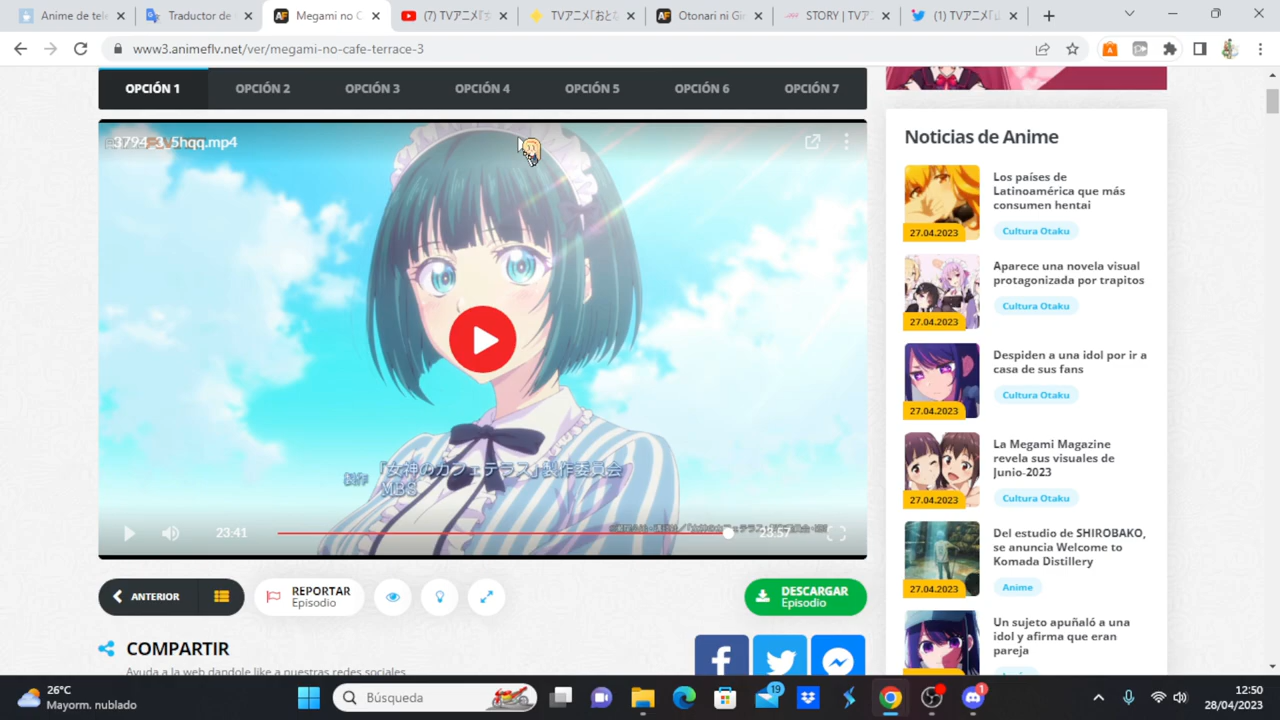 Anime de tele
Traductor de
Megami no C
(7) TVアニメ『
TVアニメ『おとな
Otonari ni Gi
STORY | TVア
(1) TVアニメ『
www3.animeflv.net/ver/megami-no-cafe-terrace-3
OPCIÓN 1 OPCIÓN 2 OPCIÓN 3 OPCIÓN 4 OPCIÓN 5 OPCIÓN 6 OPCIÓN 7
3794_3_5hqq.mp4
製作 「女神のカフェテラス」製作委員会
MBS
23:41
23:57
ANTERIOR
REPORTAR
Episodio
DESCARGAR
Episodio
COMPARTIR
Ayuda a la web dandole like a nuestras redes sociales
Noticias de Anime
Los países de
Latinoamérica que más
consumen hentai
27.04.2023
Cultura Otaku
Aparece una novela visual
protagonizada por trapitos
Cultura Otaku
27.04.2023
Despiden a una idol por ir a
casa de sus fans
Cultura Otaku
27.04.2023
La Megami Magazine
revela sus visuales de
Junio-2023
27.04.2023
Cultura Otaku
Del estudio de SHIROBAKO,
se anuncia Welcome to
Komada Distillery
27.04.2023
Anime
Un sujeto apuñaló a una
idol y afirma que eran
pareja
26°C
Mayorm. nublado
Búsqueda
19
1
12:50
28/04/2023